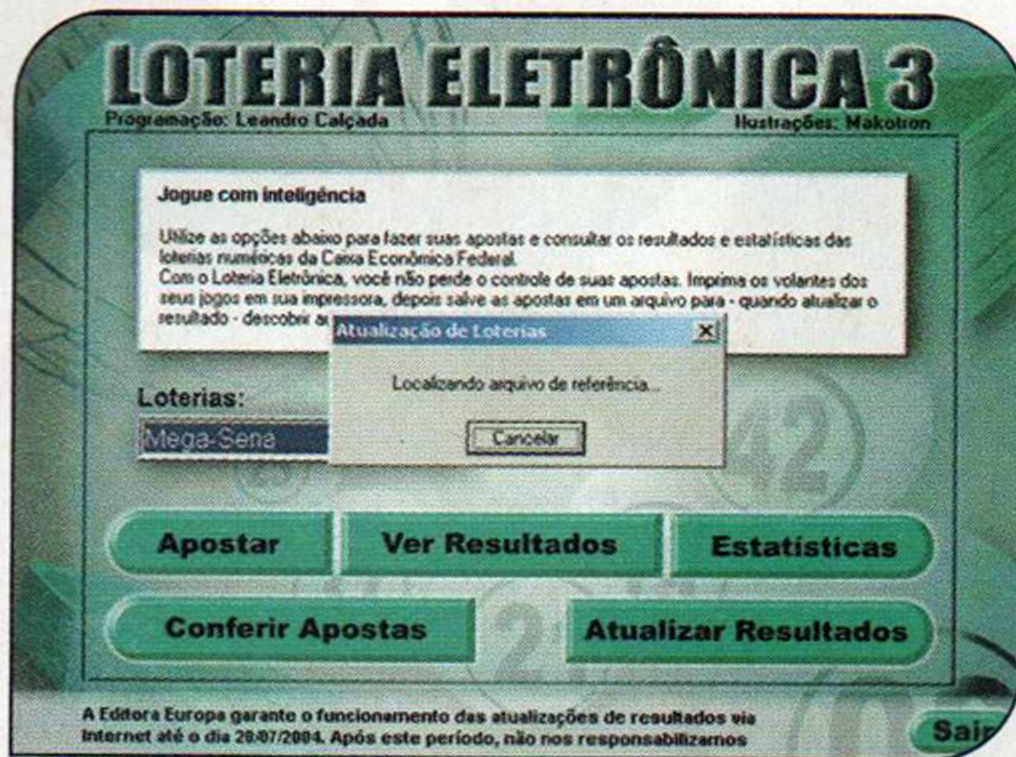 LOTERIA ELETRÔNICA 3
Programação: Leandro Calçada
Ilustrações: Makotron
Jogue com inteligência
Utilize as opções abaixo para fazer suas apostas e consultar os resultados e estatísticas das
loterias numéricas da Caixa Econômica Federal.
Com o Loteria Eletrônica, você não perde o controle de suas apostas. Imprima os volantes dos
seus jogos em sua impressora, depois salve as apostas em um arquivo para - quando atualizar o
resultado - descobrir
Atualização de Loterias
Localizando arquivo de referência...
Cancelar
Loterias:
Mega-Sena
23
42
Apostar
Ver Resultados
Estatísticas
Conferir Apostas
Atualizar Resultados
A Editora Europa garante o funcionamento das atualizações de resultados via
Internet até o dia 20/07/2004. Após este período, não nos responsabilizamos
Sair